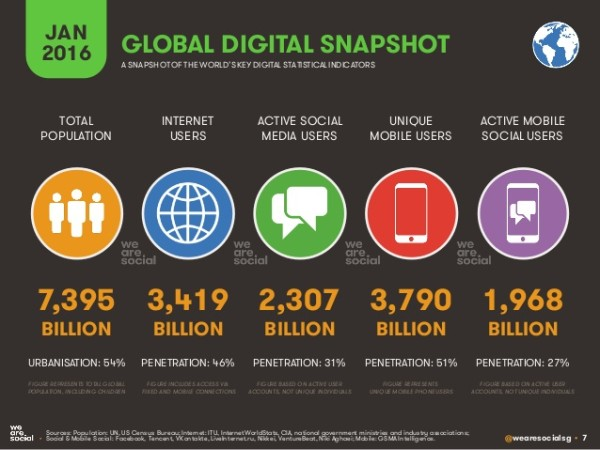 JAN
2016
GLOBAL DIGITAL SNAPSHOT
A SNAPSHOT OF THE WORLD'S KEY DIGITAL STATISTICAL INDICATORS
TOTAL
POPULATION
INTERNET
USERS
ACTIVE SOCIAL
MEDIA USERS
UNIQUE
MOBILE USERS
ACTIVE MOBILE
SOCIAL USERS
we
are
social
we
are
social
we
are
social
we
are
social
7,395
BILLION
3,419
BILLION
2,307
BILLION
3,790
BILLION
1,968
BILLION
URBANISATION: 54%
PENETRATION: 46%
PENETRATION: 31%
PENETRATION: 51%
PENETRATION: 27%
FIGURE REPRESENTS TOTAL GLOBAL
POPULATION, INCLUDING CHILDREN
FIGURE INCLUDES ACCESS VIA
FIXED AND MOBILE CONNECTIONS
FIGURE BASED ON ACTIVE USER
ACCOUNTS, NOT UNIQUE INDIVIDUALS
FIGURE REPRESENTS
UNIQUE MOBILE PHONE USERS
FIGURE BASED ON ACTIVE USER
ACCOUNTS, NOT UNIQUE INDIVIDUALS
we
are
social
• Sources: Population: UN, US Census Bureau; Internet: ITU, InternetWorldStats, CIA, national government ministries and industry associations;
Social & Mobile Social: Facebook, Tencent, VKontakte, LiveInternet.ru, Nikkei, VentureBeat, Niki Aghaei; Mobile: GSMA Intelligence.
@wearesocialsg • 7